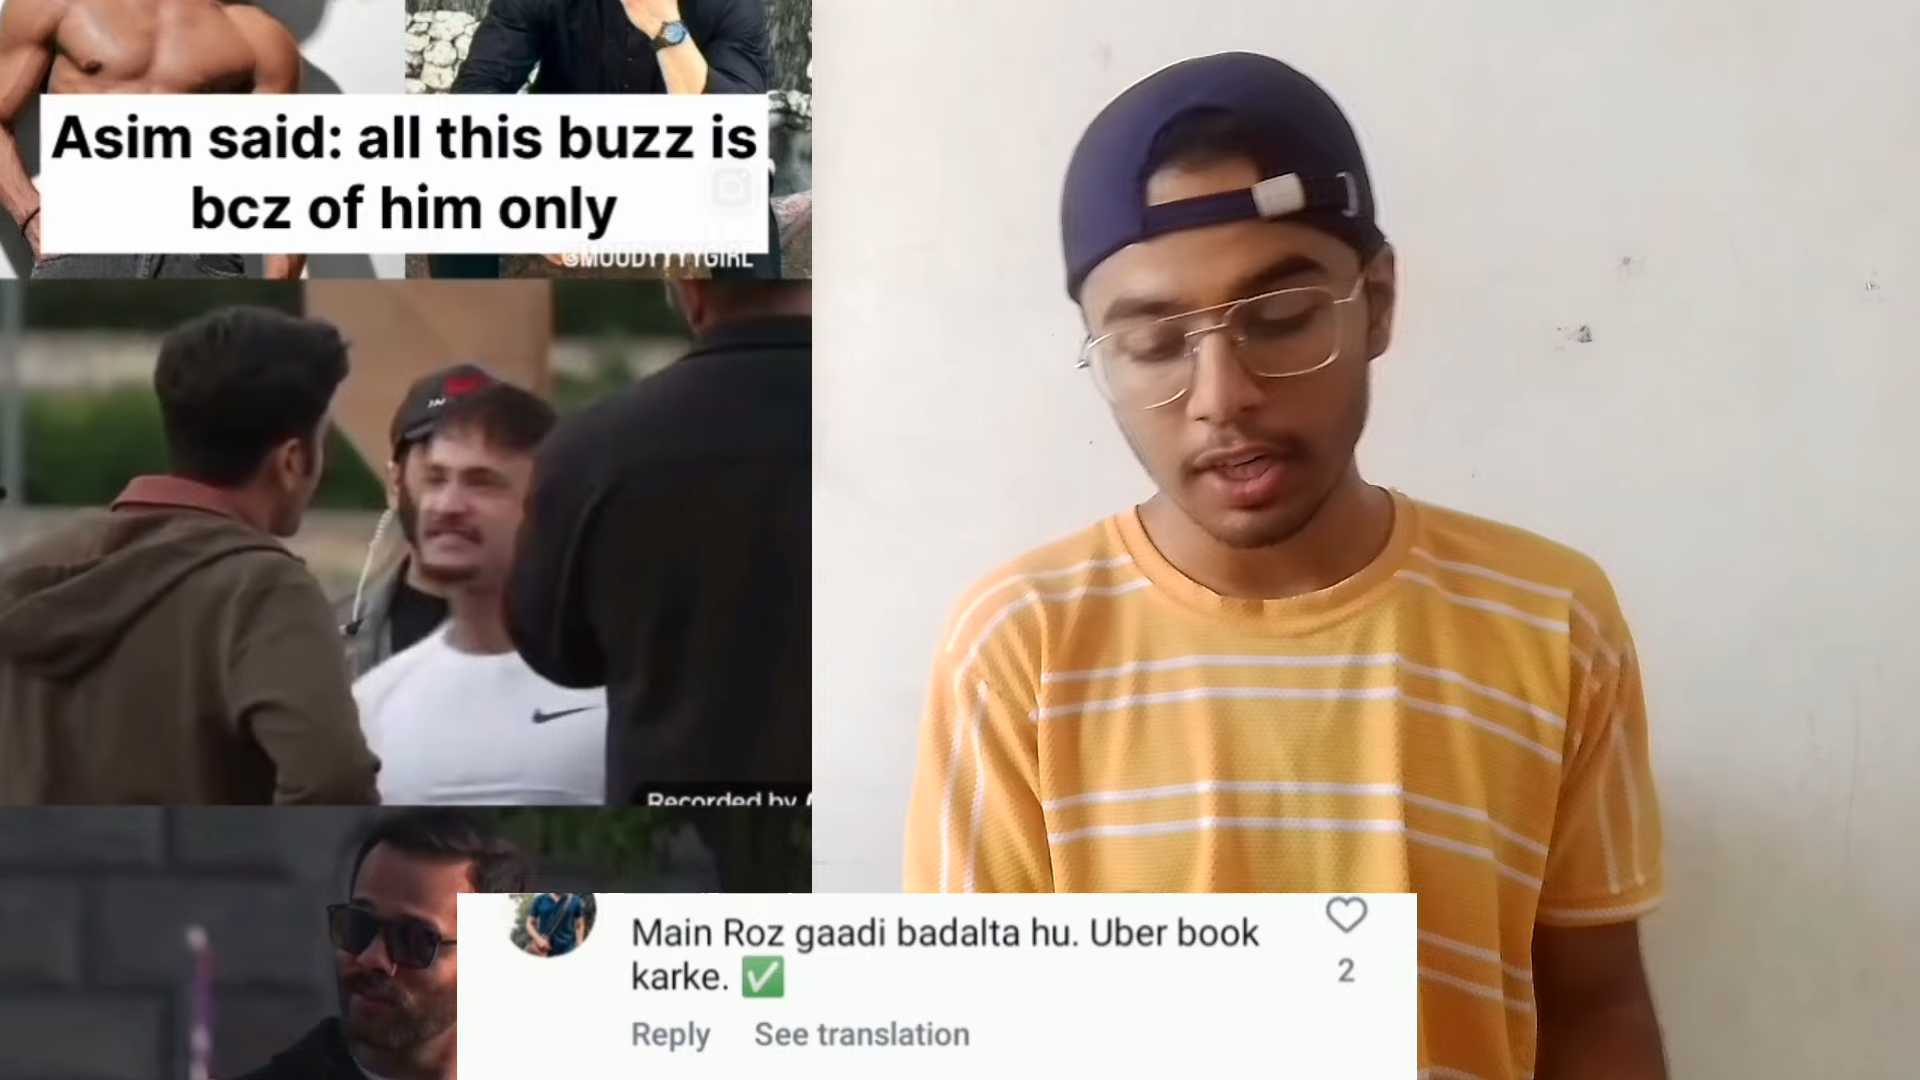 Asim said: all this buzz is
bcz of him only
@MOODYYYYGIRL
IN
Recorded by
Main Roz gaadi badalta hu. Uber book
karke. ✅
2
Reply See translation